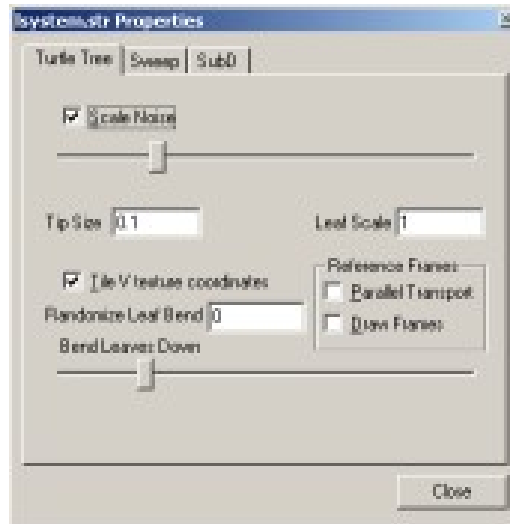 lsystem.str Properties
Turtle Tree Sweep SubD
Scale Noise
Tip Size 0.1
Leaf Scale 1
Tile V texture coordinates
Randomize Leaf Bend 0
Reference Frames
Parallel Transport
Draw Frames
Bend Leaves Down
Close